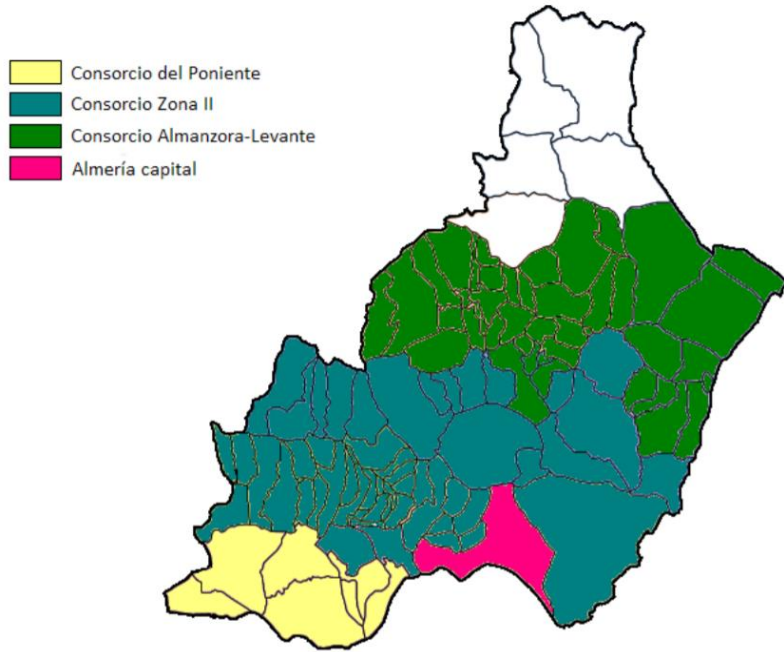 Consorcio del Poniente
Consorcio Zona II
Consorcio Almanzora-Levante
Almería capital